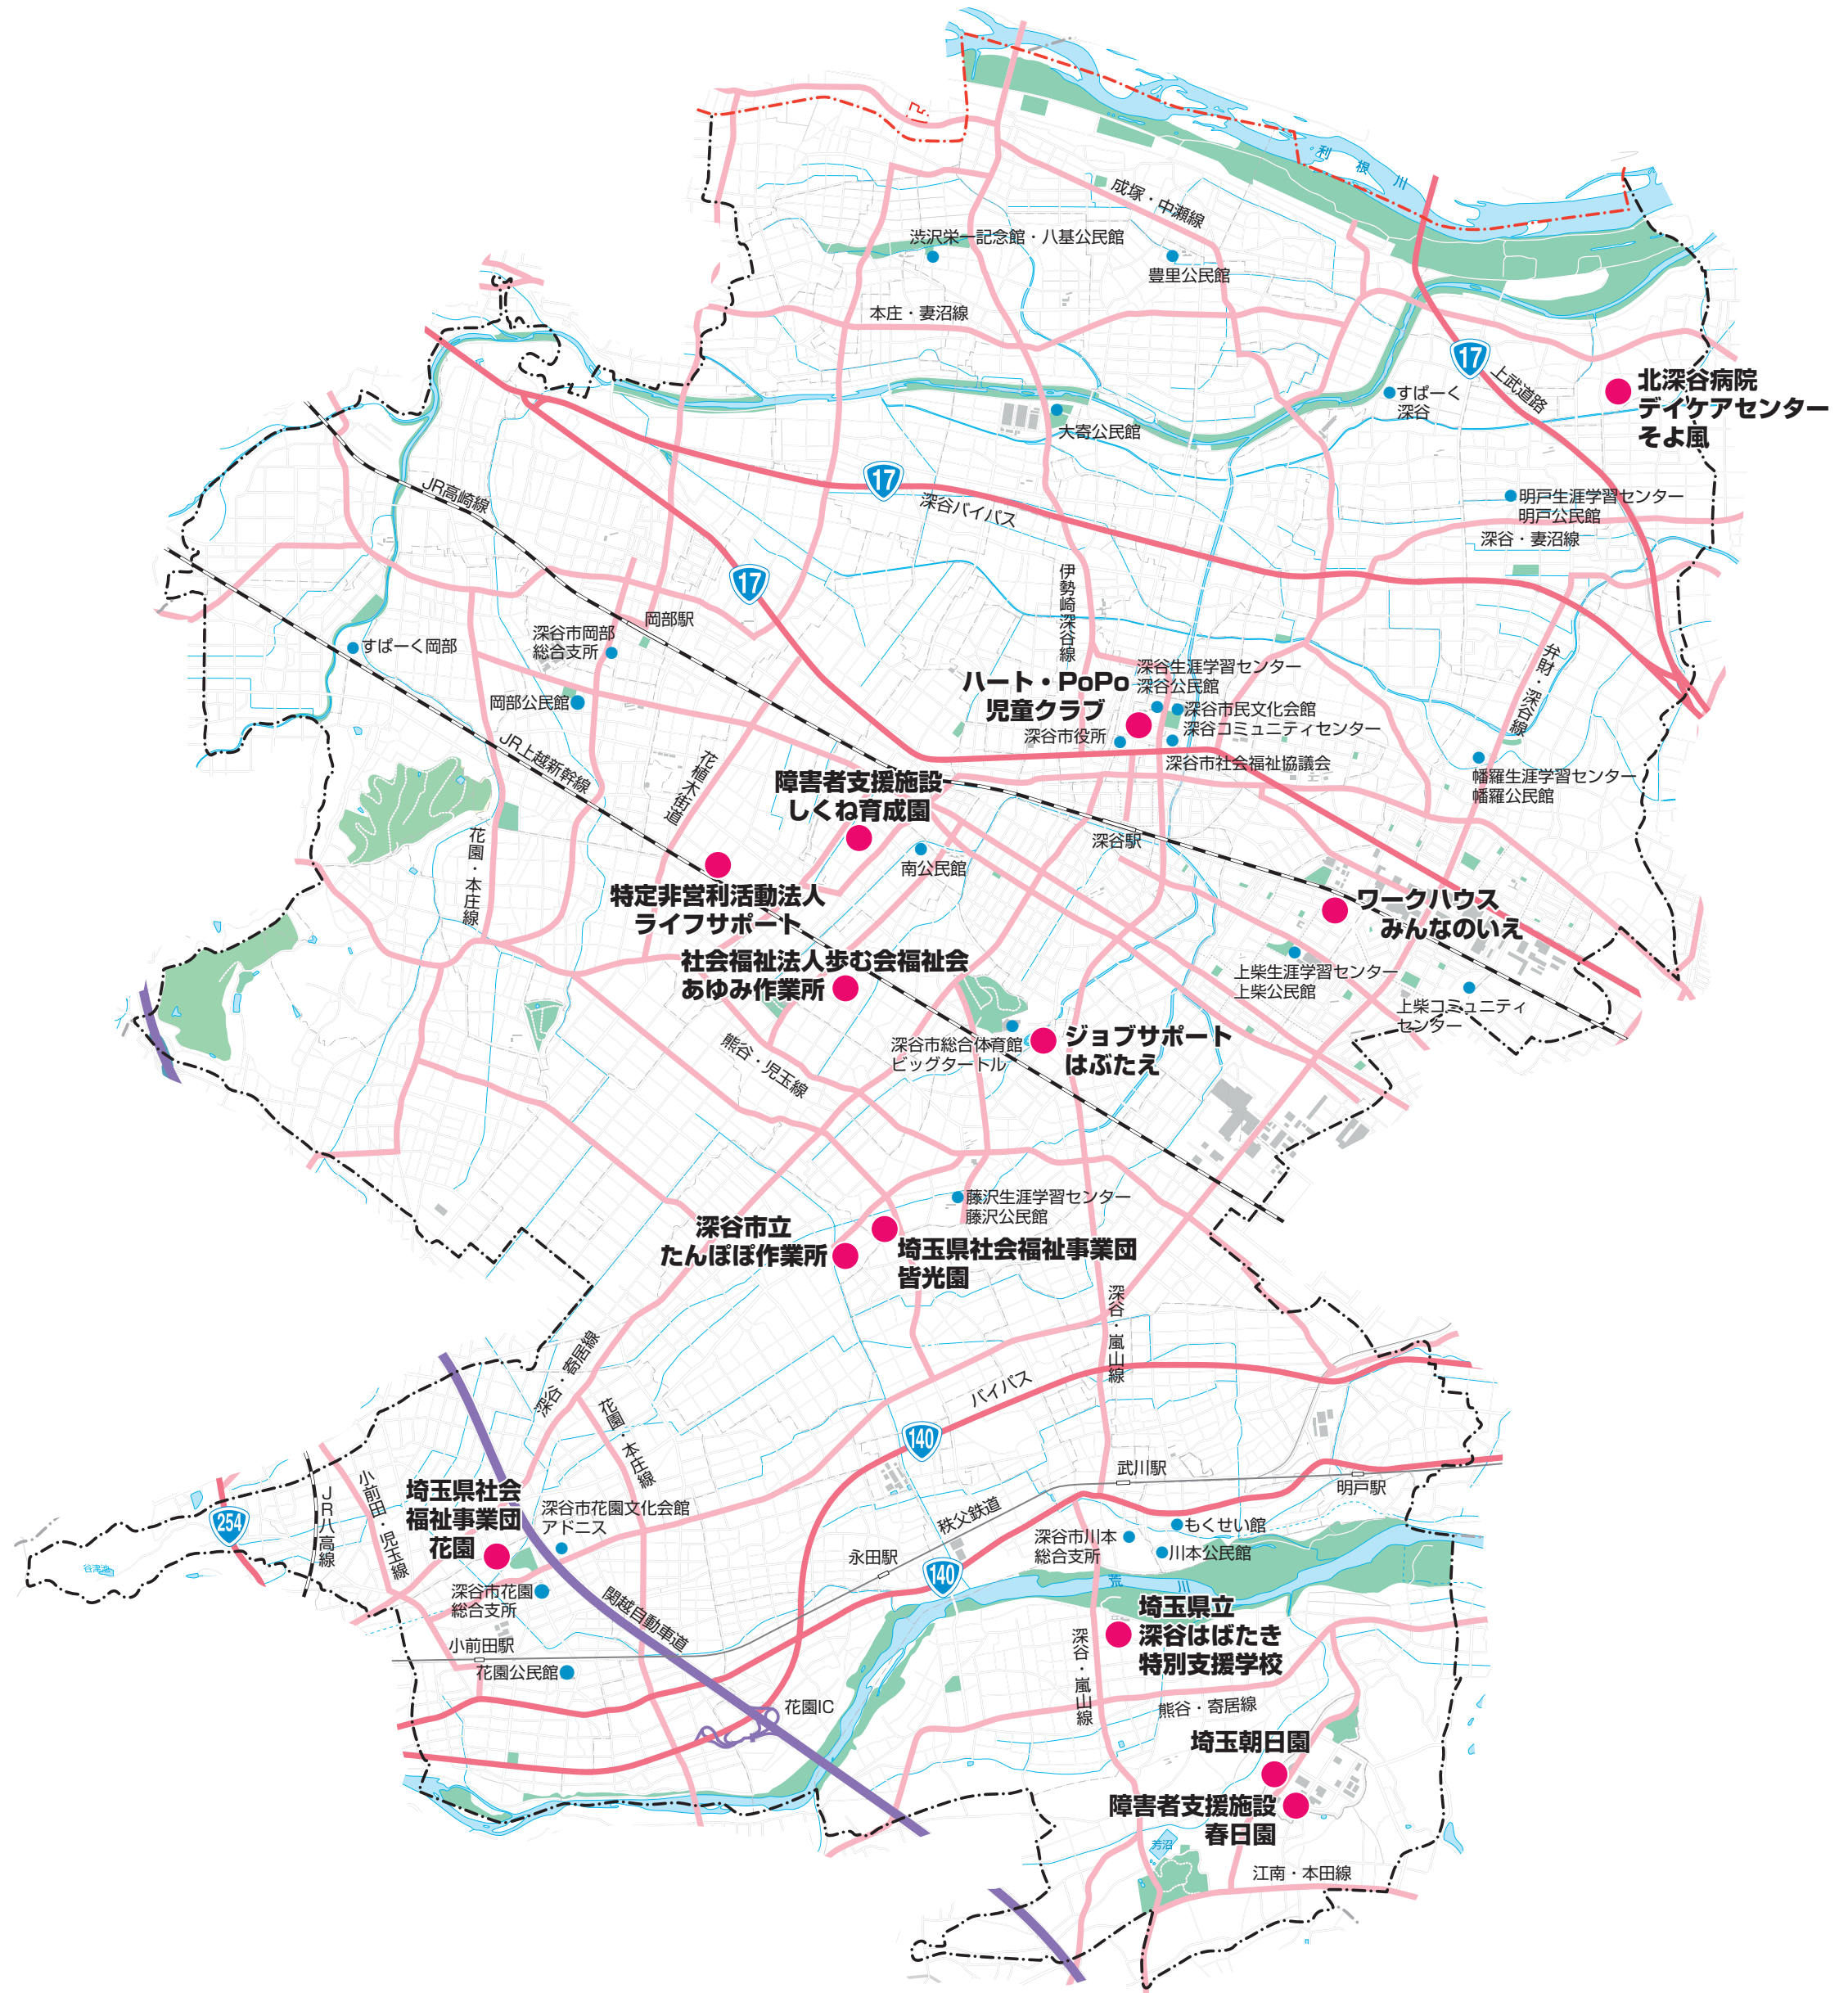 利根川
成塚・中瀬線
渋沢栄一記念館・八基公民館
豊里公民館
本庄・妻沼線
17
上武道路
すぱーく
深谷
北深谷病院
デイケアセンター
そよ風
大寄公民館
JR高崎線
17
深谷バイパス
明戸生涯学習センター
明戸公民館
深谷・妻沼線
17
伊勢崎深谷線
岡部駅
深谷市岡部
総合支所
すぱーく岡部
弁財・深谷線
深谷生涯学習センター
深谷公民館
ハート・PoPo
児童クラブ
岡部公民館
深谷市民文化会館
深谷コミュニティセンター
深谷市役所
深谷市社会福祉協議会
JR上越新幹線
花植木街道
幡羅生涯学習センター
幡羅公民館
障害者支援施設
しくね育成園
花園・本庄線
深谷駅
南公民館
特定非営利活動法人
ライフサポート
ワークハウス
みんなのいえ
社会福祉法人歩む会福祉会
あゆみ作業所
上柴生涯学習センター
上柴公民館
上柴コミュニティ
センター
熊谷・児玉線
深谷市総合体育館
ビッグタートル
ジョブサポート
はぶたえ
藤沢生涯学習センター
藤沢公民館
深谷市立
たんぽぽ作業所
埼玉県社会福祉事業団
皆光園
深谷・嵐山線
深谷・寄居線
花園・本庄線
バイパス
140
武川駅
明戸駅
小前田・児玉線
JR八高線
254
谷津池
埼玉県社会
福祉事業団
花園
深谷市花園文化会館
アドニス
秩父鉄道
深谷市川本
総合支所
もくせい館
川本公民館
永田駅
140
荒川
深谷市花園
総合支所
関越自動車道
埼玉県立
深谷はばたき
特別支援学校
小前田駅
花園公民館
深谷・嵐山線
花園IC
熊谷・寄居線
埼玉朝日園
障害者支援施設
春日園
芳沼
江南・本田線